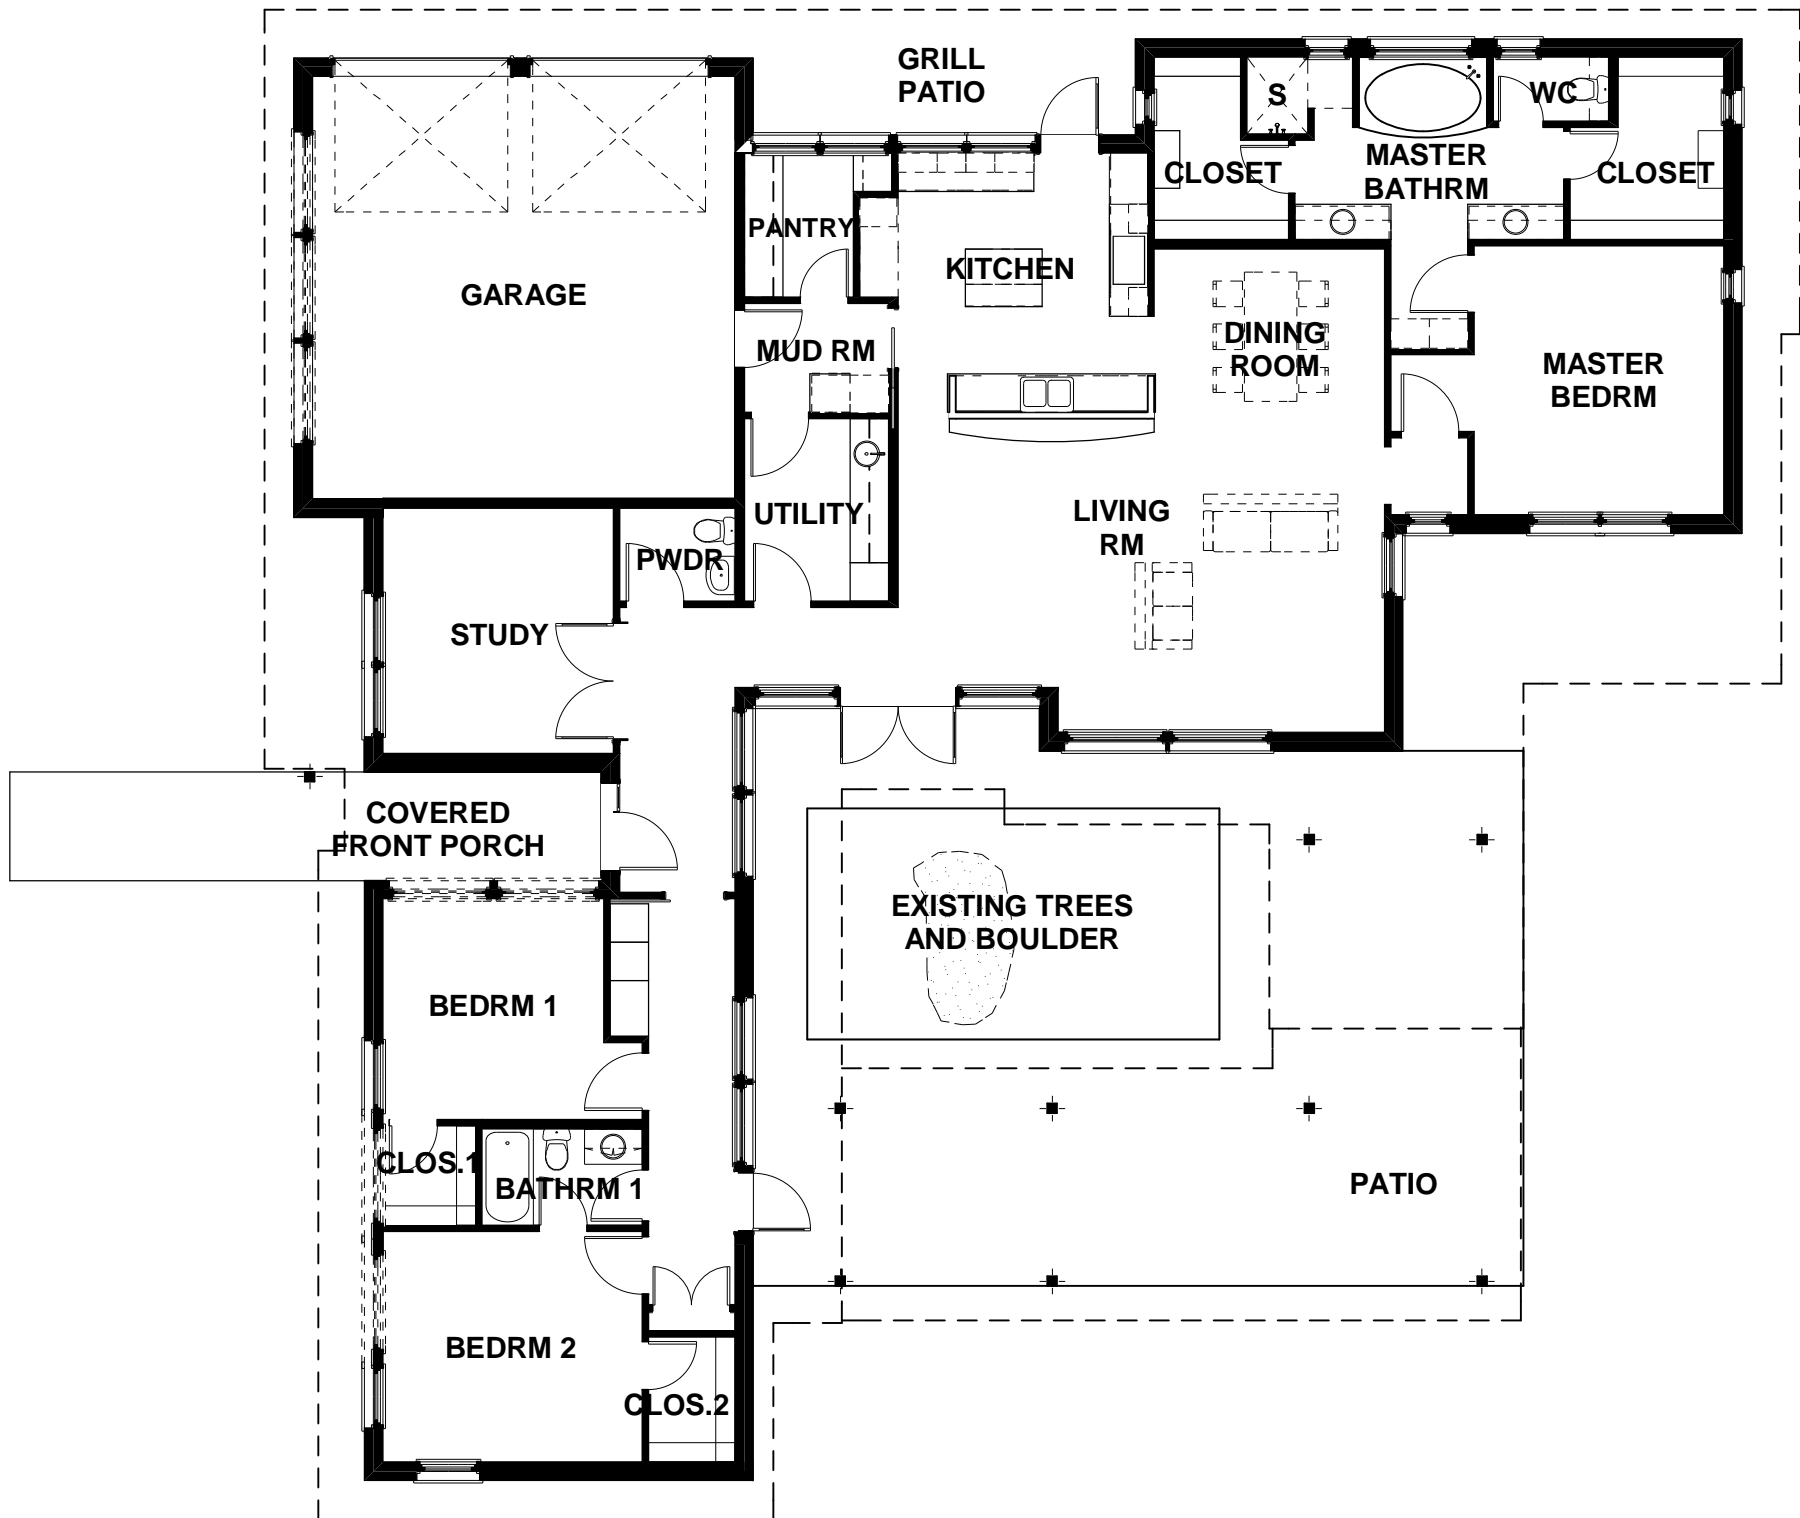 GRILL
PATIO
S
WC
CLOSET
MASTER
BATHRM
CLOSET
PANTRY
KITCHEN
GARAGE
MUD RM
DINING
ROOM
MASTER
BEDRM
UTILITY
LIVING
RM
PWDR
STUDY
COVERED
FRONT PORCH
EXISTING TREES
AND BOULDER
BEDRM 1
CLOS.1
BATHRM 1
PATIO
BEDRM 2
CLOS.2